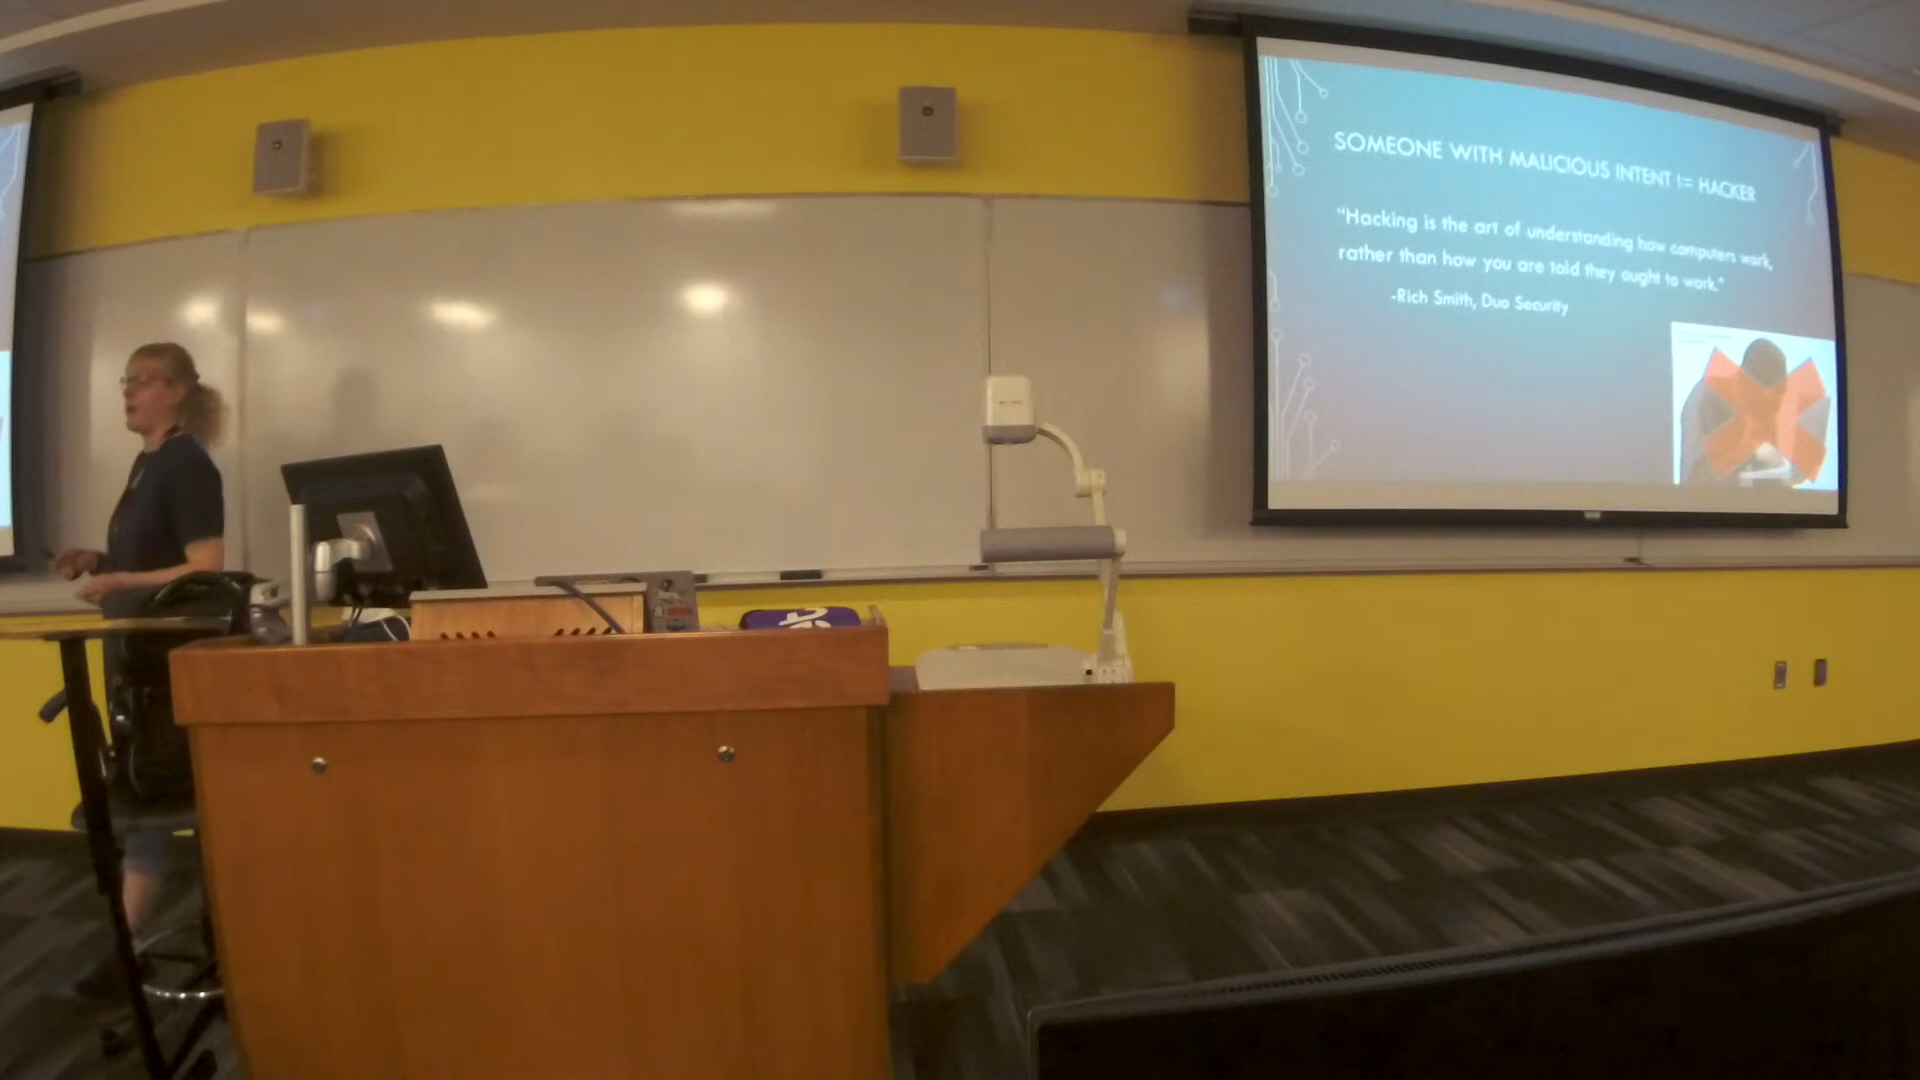 SOMEONE WITH MALICIOUS INTENT != HACKER
"Hacking is the art of understanding how computers work,
rather than how you are told they ought to work."
-Rich Smith, Duo Security